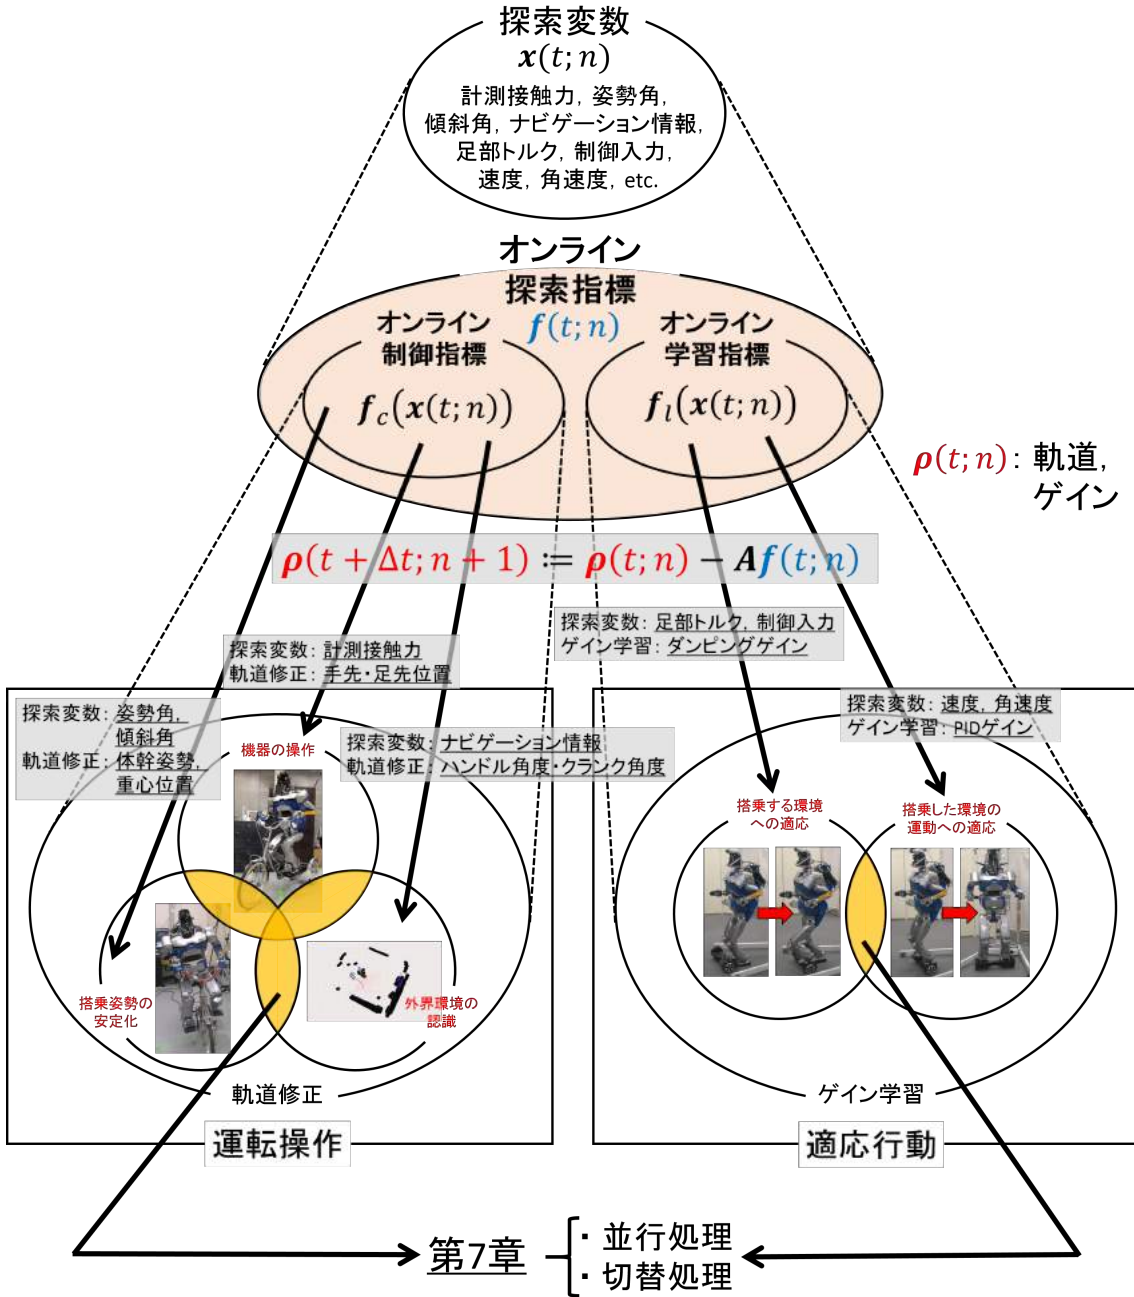 探索変数
x(t; n)
計測接触力, 姿勢角,
傾斜角, ナビゲーション情報,
足部トルク, 制御入力,
速度, 角速度, etc.
オンライン
探索指標
f(t; n)
オンライン
制御指標
f_c(x(t; n))
オンライン
学習指標
f_l(x(t; n))
ρ(t; n): 軌道,
ゲイン
ρ(t + Δt; n + 1) ≔ ρ(t; n) − Af(t; n)
探索変数: 足部トルク, 制御入力
ゲイン学習: ダンピングゲイン
探索変数: 計測接触力
軌道修正: 手先・足先位置
探索変数: 姿勢角,
傾斜角
軌道修正: 体幹姿勢,
重心位置
探索変数: ナビゲーション情報
軌道修正: ハンドル角度・クランク角度
探索変数: 速度, 角速度
ゲイン学習: PIDゲイン
機器の操作
搭乗姿勢の
安定化
外界環境の
認識
軌道修正
運転操作
搭乗する環境
への適応
搭乗した環境の
運動への適応
ゲイン学習
適応行動
第7章
・並行処理
・切替処理